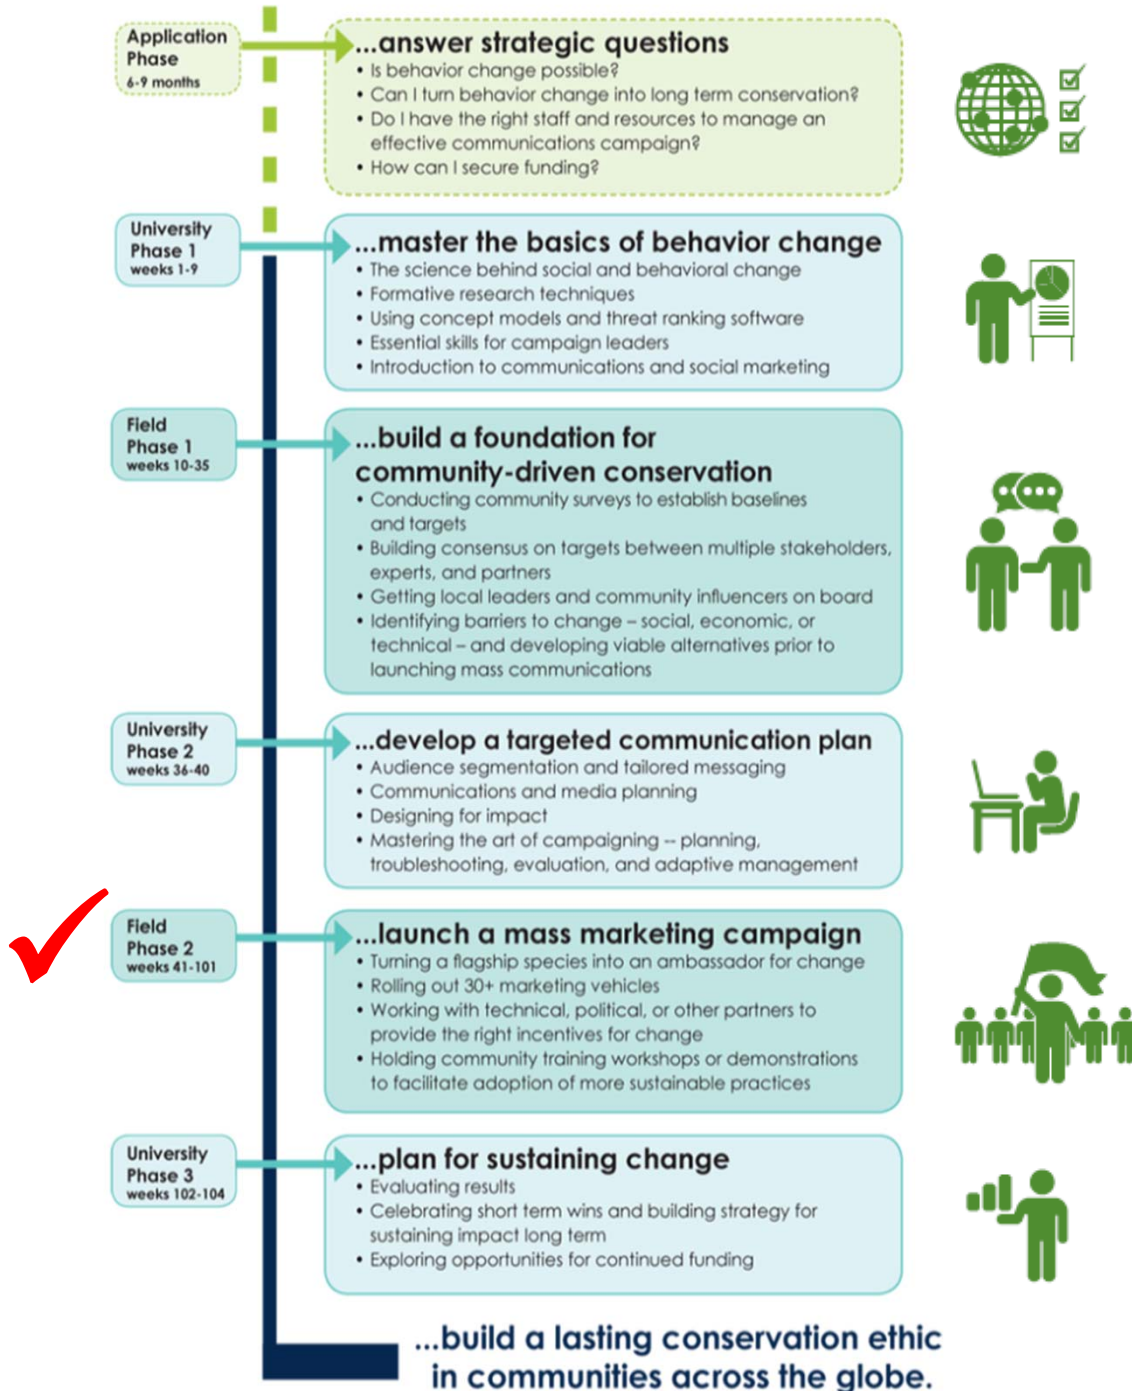 Application
Phase
6-9 months
...answer strategic questions
• Is behavior change possible?
• Can I turn behavior change into long term conservation?
• Do I have the right staff and resources to manage an
effective communications campaign?
• How can I secure funding?
University
Phase 1
weeks 1-9
...master the basics of behavior change
• The science behind social and behavioral change
• Formative research techniques
• Using concept models and threat ranking software
• Essential skills for campaign leaders
• Introduction to communications and social marketing
Field
Phase 1
weeks 10-35
...build a foundation for
community-driven conservation
• Conducting community surveys to establish baselines
and targets
• Building consensus on targets between multiple stakeholders,
experts, and partners
• Getting local leaders and community influencers on board
• Identifying barriers to change – social, economic, or
technical – and developing viable alternatives prior to
launching mass communications
University
Phase 2
weeks 36-40
...develop a targeted communication plan
• Audience segmentation and tailored messaging
• Communications and media planning
• Designing for impact
• Mastering the art of campaigning -- planning,
troubleshooting, evaluation, and adaptive management
Field
Phase 2
weeks 41-101
...launch a mass marketing campaign
• Turning a flagship species into an ambassador for change
• Rolling out 30+ marketing vehicles
• Working with technical, political, or other partners to
provide the right incentives for change
• Holding community training workshops or demonstrations
to facilitate adoption of more sustainable practices
University
Phase 3
weeks 102-104
...plan for sustaining change
• Evaluating results
• Celebrating short term wins and building strategy for
sustaining impact long term
• Exploring opportunities for continued funding
...build a lasting conservation ethic
in communities across the globe.